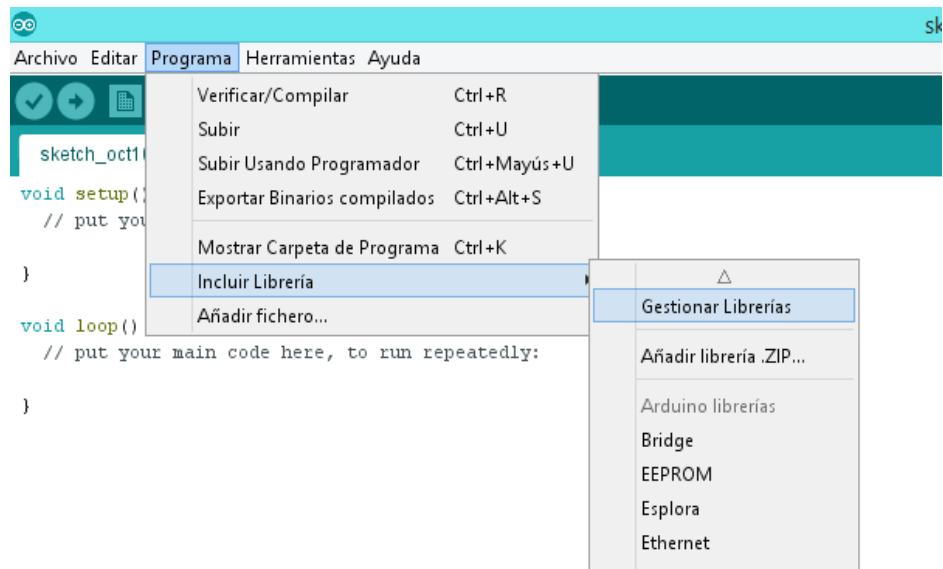 sk
Archivo Editar Programa Herramientas Ayuda
Verificar/Compilar Ctrl+R
Subir Ctrl+U
Subir Usando Programador Ctrl+Mayús+U
Exportar Binarios compilados Ctrl+Alt+S
Mostrar Carpeta de Programa Ctrl+K
Incluir Librería
Añadir fichero...
Gestionar Librerías
Añadir librería .ZIP...
Arduino librerías
Bridge
EEPROM
Esplora
Ethernet
sketch_oct1
void setup()
// put you
}
void loop()
// put your main code here, to run repeatedly:
}